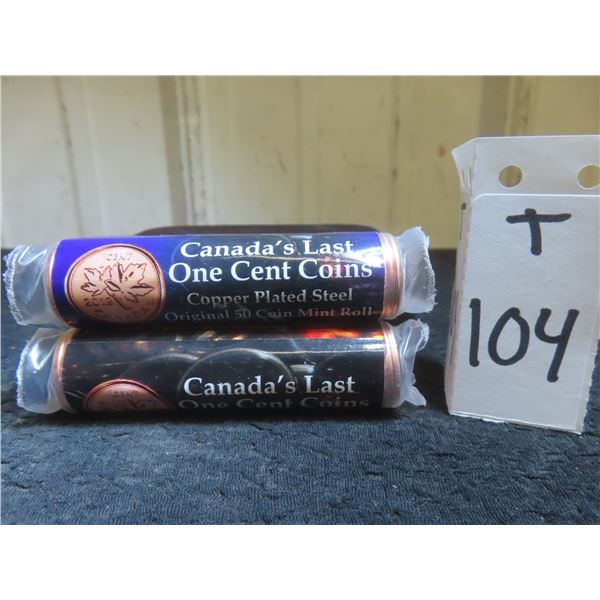 Canada's Last
One Cent Coins
Copper Plated Steel
Original 50 Coin Mint Roll
Canada's Last
One Cent Coins
T
104